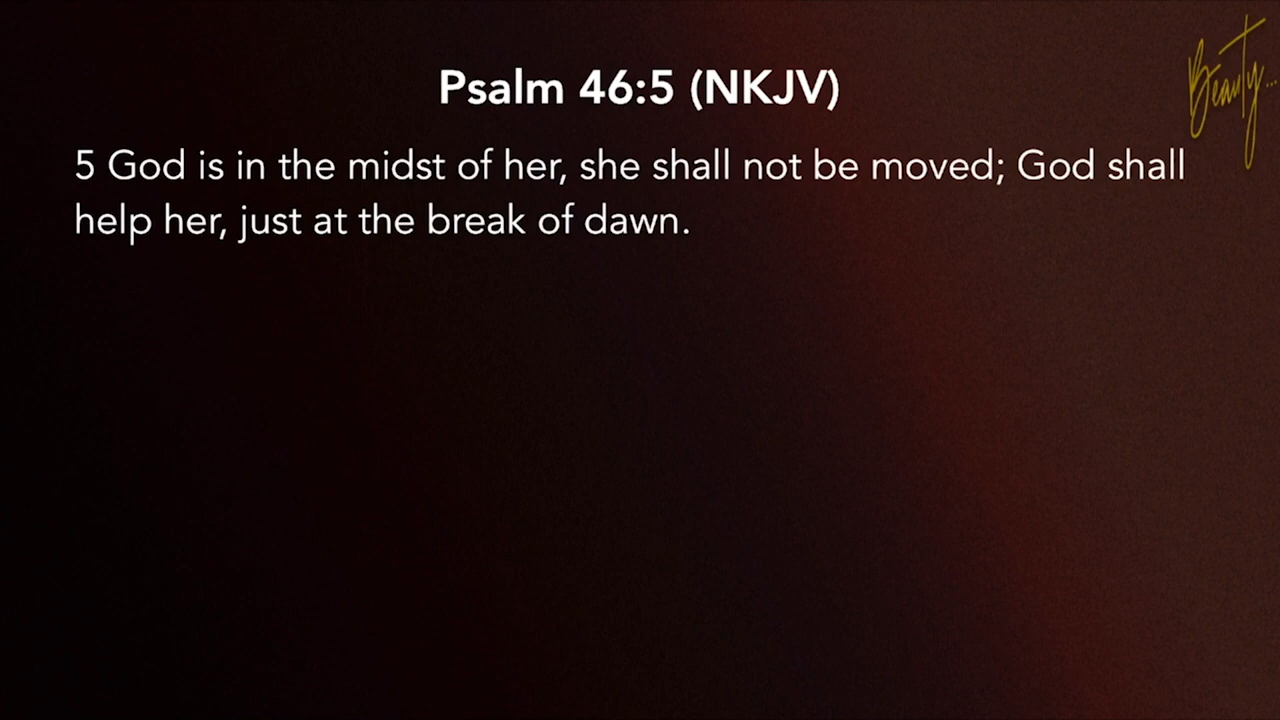 Beauty...
Psalm 46:5 (NKJV)
5 God is in the midst of her, she shall not be moved; God shall
help her, just at the break of dawn.